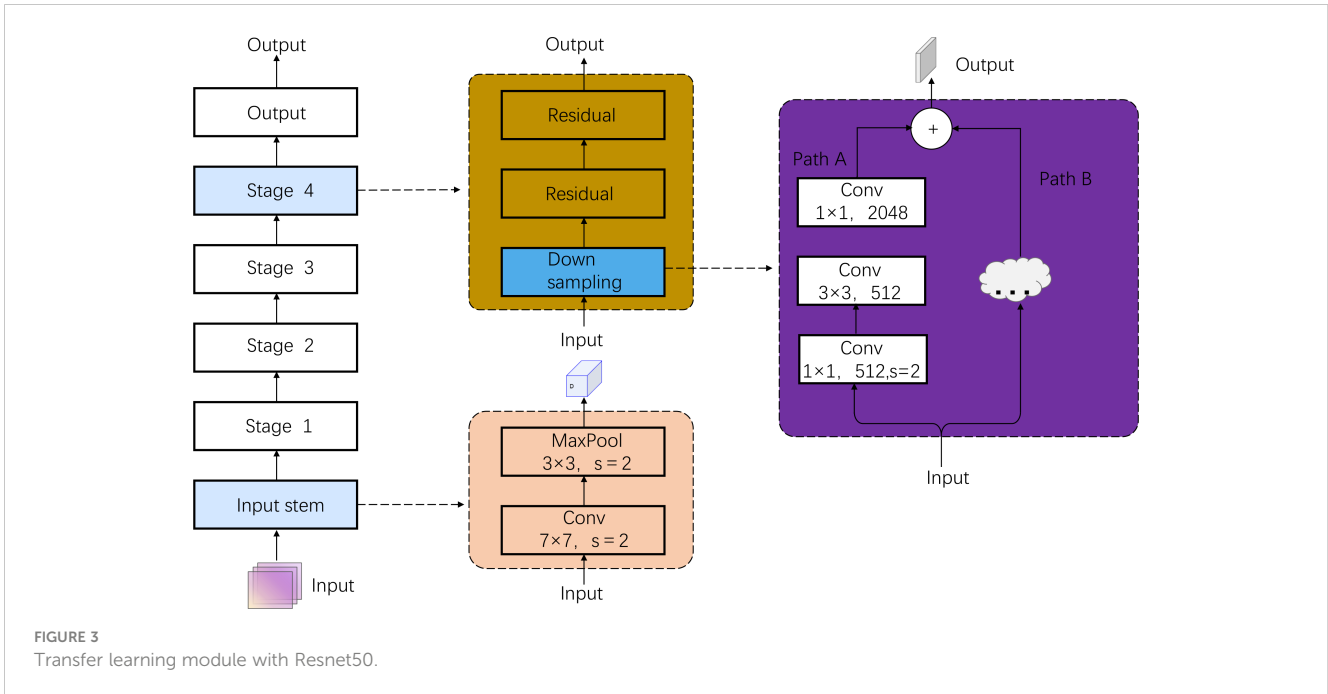 Output
Output
Stage 4
Stage 3
Stage 2
Stage 1
Input stem
Input
Output
Residual
Residual
Down
sampling
Input
D
MaxPool
3×3, s = 2
Conv
7×7, s = 2
Input
Output
+
Path A
Path B
Conv
1×1, 2048
Conv
3×3, 512
. . .
Conv
1×1, 512,s=2
Input
FIGURE 3
Transfer learning module with Resnet50.